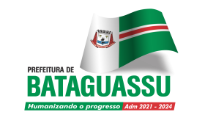 PREFEITURA DE
BATAGUASSU
Humanizando o progresso Adm 2021 - 2024